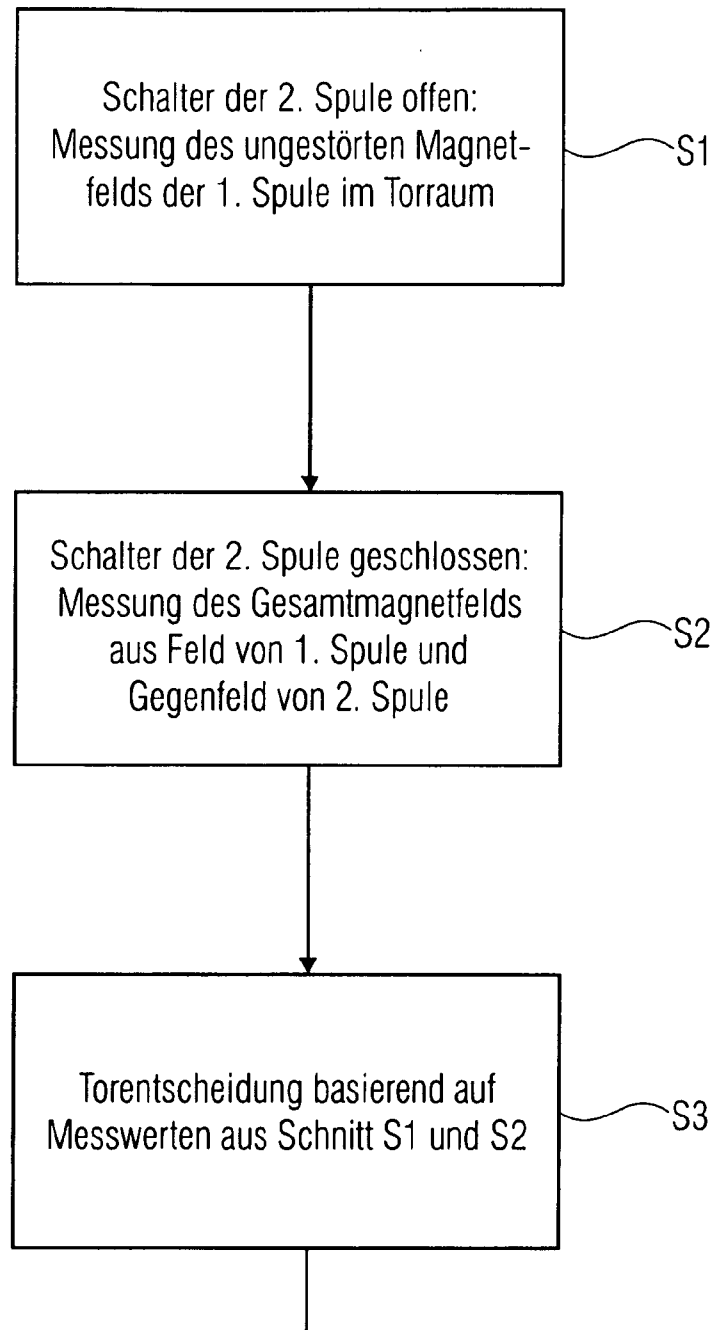 Schalter der 2. Spule offen:
Messung des ungestörten Magnet-
felds der 1. Spule im Torraum
S1
Schalter der 2. Spule geschlossen:
Messung des Gesamtmagnetfelds
aus Feld von 1. Spule und
Gegenfeld von 2. Spule
S2
Torentscheidung basierend auf
Messwerten aus Schnitt S1 und S2
S3